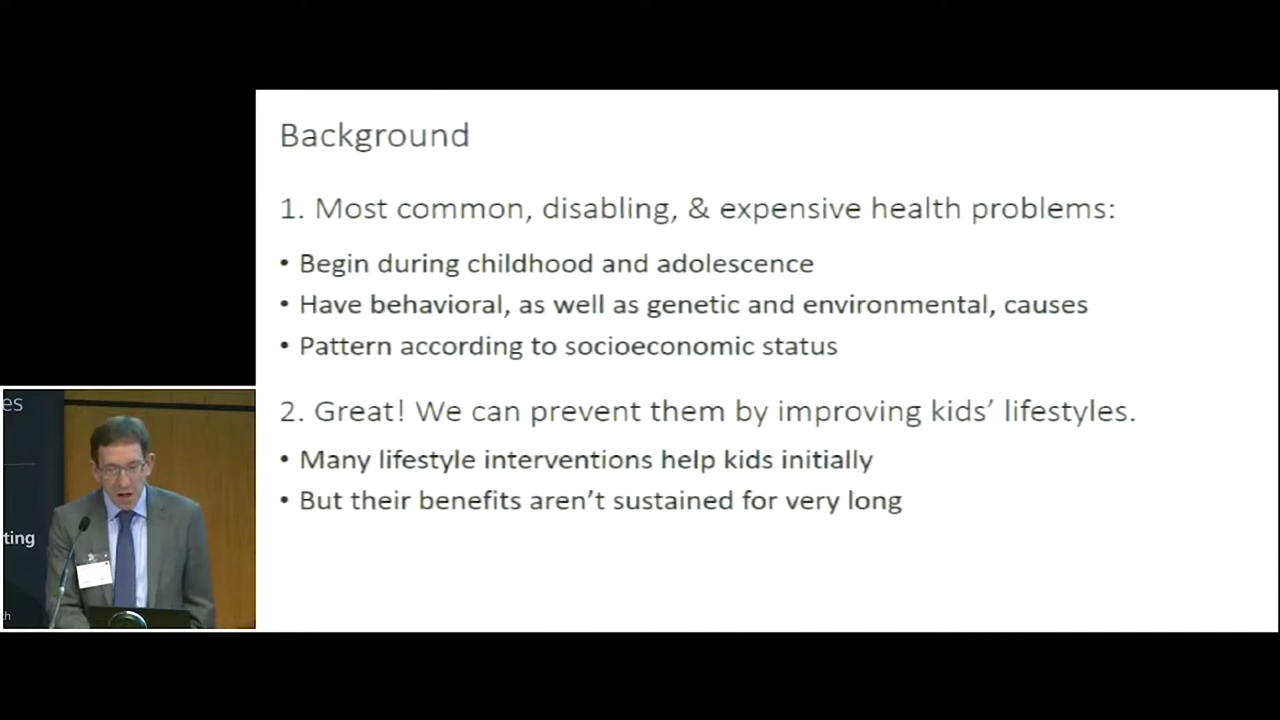 Background
1. Most common, disabling, & expensive health problems:
• Begin during childhood and adolescence
• Have behavioral, as well as genetic and environmental, causes
• Pattern according to socioeconomic status
2. Great! We can prevent them by improving kids’ lifestyles.
• Many lifestyle interventions help kids initially
• But their benefits aren’t sustained for very long
es
ting
th